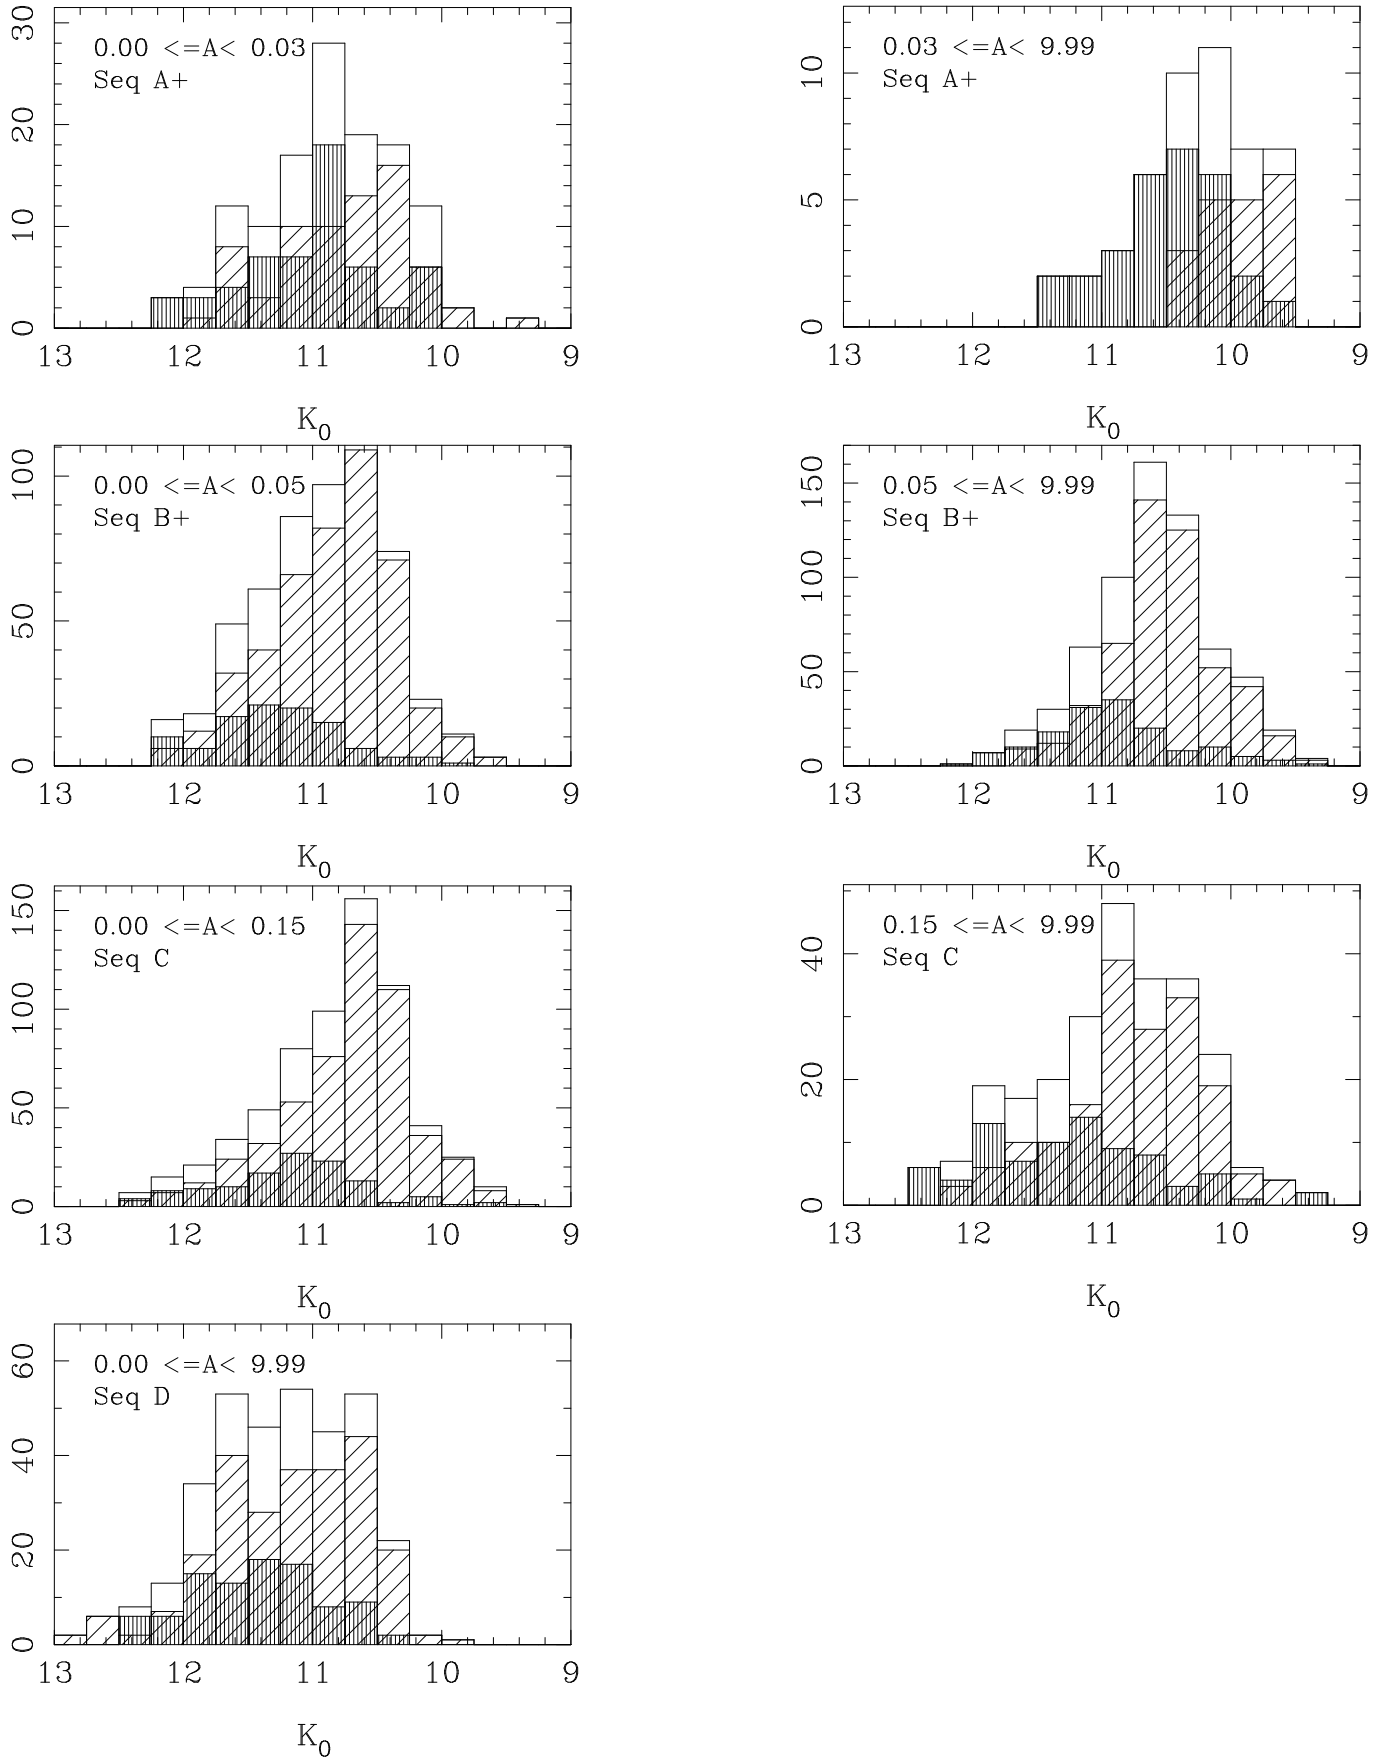 0.00 <=A< 0.03
Seq A+
0
10
20
30
13 12 11 10 9
K0
0.03 <=A< 9.99
Seq A+
0
5
10
13 12 11 10 9
K0
0.00 <=A< 0.05
Seq B+
0
50
100
13 12 11 10 9
K0
0.05 <=A< 9.99
Seq B+
0
50
100
150
13 12 11 10 9
K0
0.00 <=A< 0.15
Seq C
0
50
100
150
13 12 11 10 9
K0
0.15 <=A< 9.99
Seq C
0
20
40
13 12 11 10 9
K0
0.00 <=A< 9.99
Seq D
0
20
40
60
13 12 11 10 9
K0